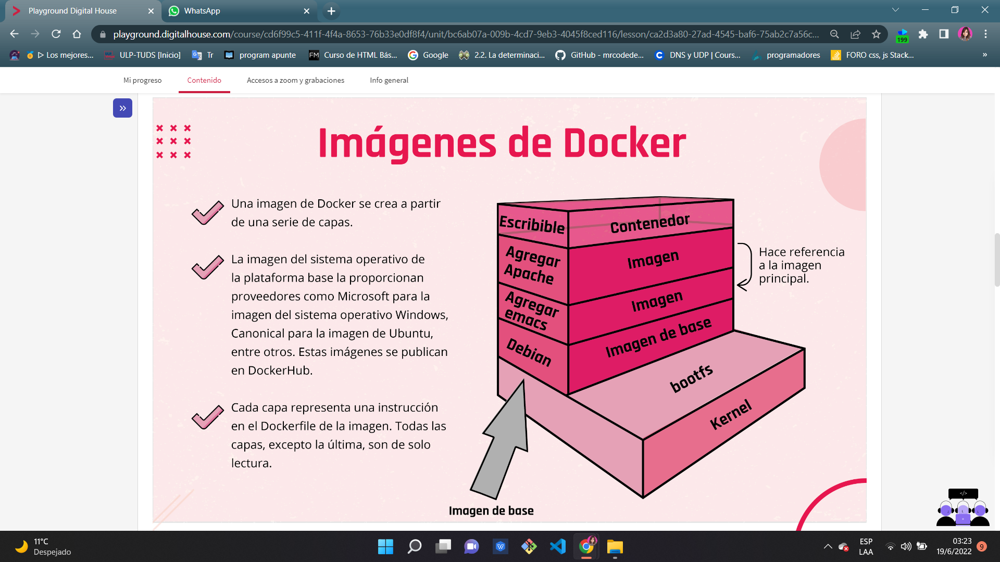 Playground Digital House
WhatsApp
playground.digitalhouse.com/course/cd6f99c5-411f-4f4a-8653-76b33e0df8f4/unit/bc6ab07a-009b-4cd7-9eb3-4045f8ced116/lesson/ca2d3a80-27ad-4545-baf6-75ab2c7a56c...
199
▷ Los mejores...
ULP-TUDS [Inicio]
Tr
program apunte
FM
Curso de HTML Bás...
Google
2.2. La determinaci...
GitHub - mrcodede...
DNS y UDP | Cours...
programadores
FORO css, js Stack...
»
Mi progreso
Contenido
Accesos a zoom y grabaciones
Info general
Imágenes de Docker
Una imagen de Docker se crea a partir
de una serie de capas.
La imagen del sistema operativo de
la plataforma base la proporcionan
proveedores como Microsoft para la
imagen del sistema operativo Windows,
Canonical para la imagen de Ubuntu,
entre otros. Estas imágenes se publican
en DockerHub.
Cada capa representa una instrucción
en el Dockerfile de la imagen. Todas las
capas, excepto la última, son de solo
lectura.
Escribible
Contenedor
Agregar
Apache
Imagen
Agregar
emacs
Imagen
Debian
Imagen de base
bootfs
Kernel
Hace referencia
a la imagen
principal.
Imagen de base
</>
11°C
Despejado
ESP
LAA
03:23
19/6/2022
9